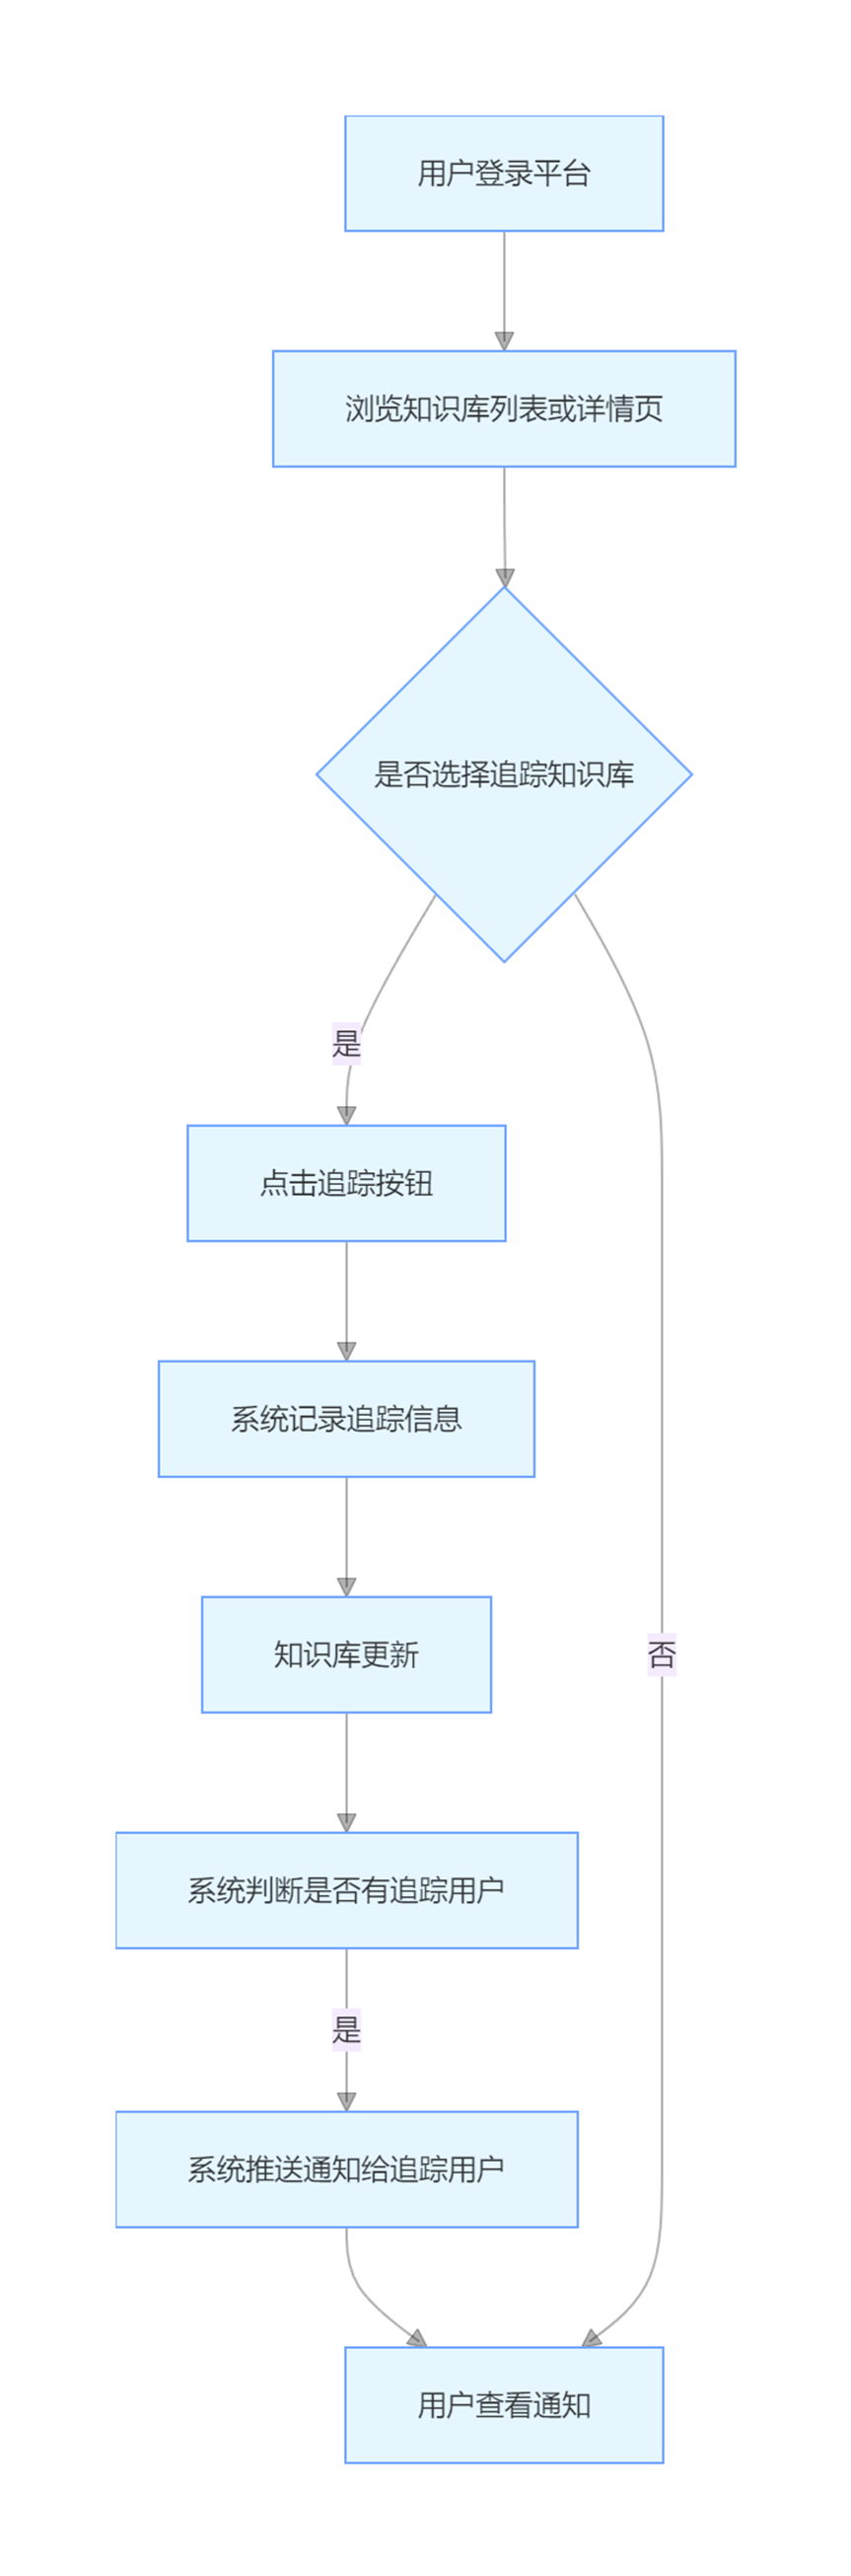 用户登录平台
浏览知识库列表或详情页
是否选择追踪知识库
是
点击追踪按钮
系统记录追踪信息
知识库更新
否
系统判断是否有追踪用户
是
系统推送通知给追踪用户
用户查看通知